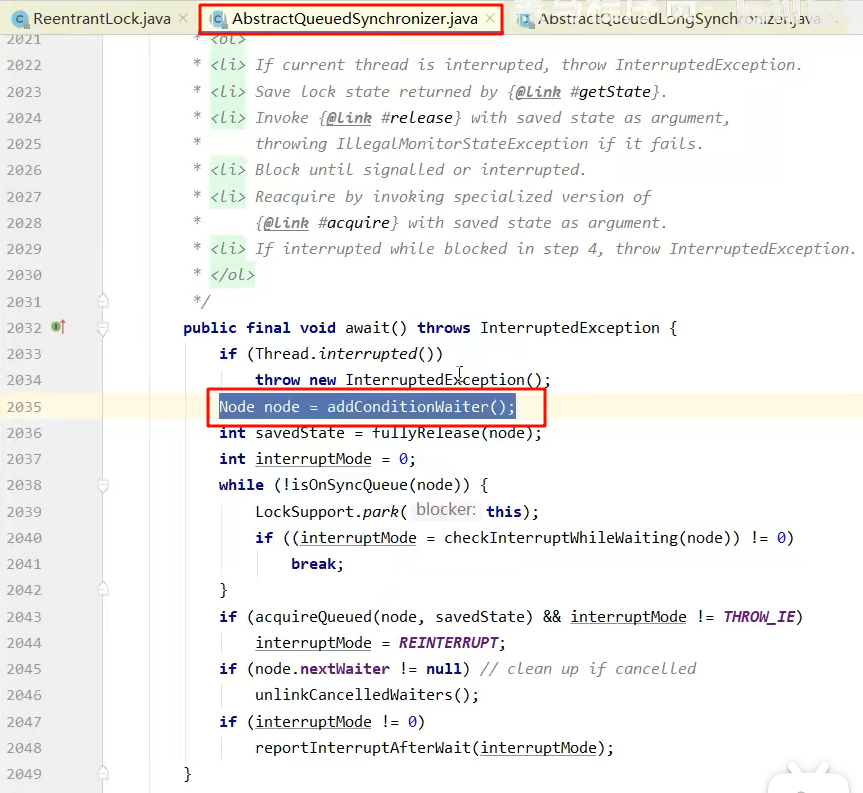 ReentrantLock.java × AbstractQueuedSynchronizer.java × AbstractQueuedLongSynchronizer.java
2021 * <ol>
2022 * <li> If current thread is interrupted, throw InterruptedException.
2023 * <li> Save lock state returned by {@link #getState}.
2024 * <li> Invoke {@link #release} with saved state as argument,
2025 * throwing IllegalMonitorStateException if it fails.
2026 * <li> Block until signalled or interrupted.
2027 * <li> Reacquire by invoking specialized version of
2028 * {@link #acquire} with saved state as argument.
2029 * <li> If interrupted while blocked in step 4, throw InterruptedException.
2030 * </ol>
2031 */
2032 public final void await() throws InterruptedException {
2033 if (Thread.interrupted())
2034 throw new InterruptedException();
2035 Node node = addConditionWaiter();
2036 int savedState = fullyRelease(node);
2037 int interruptMode = 0;
2038 while (!isOnSyncQueue(node)) {
2039 LockSupport.park( blocker: this);
2040 if ((interruptMode = checkInterruptWhileWaiting(node)) != 0)
2041 break;
2042 }
2043 if (acquireQueued(node, savedState) && interruptMode != THROW_IE)
2044 interruptMode = REINTERRUPT;
2045 if (node.nextWaiter != null) // clean up if cancelled
2046 unlinkCancelledWaiters();
2047 if (interruptMode != 0)
2048 reportInterruptAfterWait(interruptMode);
2049 }